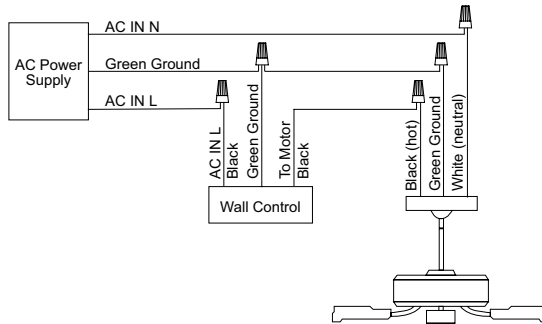 AC IN N
AC Power
Supply
Green Ground
AC IN L
AC IN L
Black
Green Ground
To Motor
Black
Black (hot)
Green Ground
White (neutral)
Wall Control